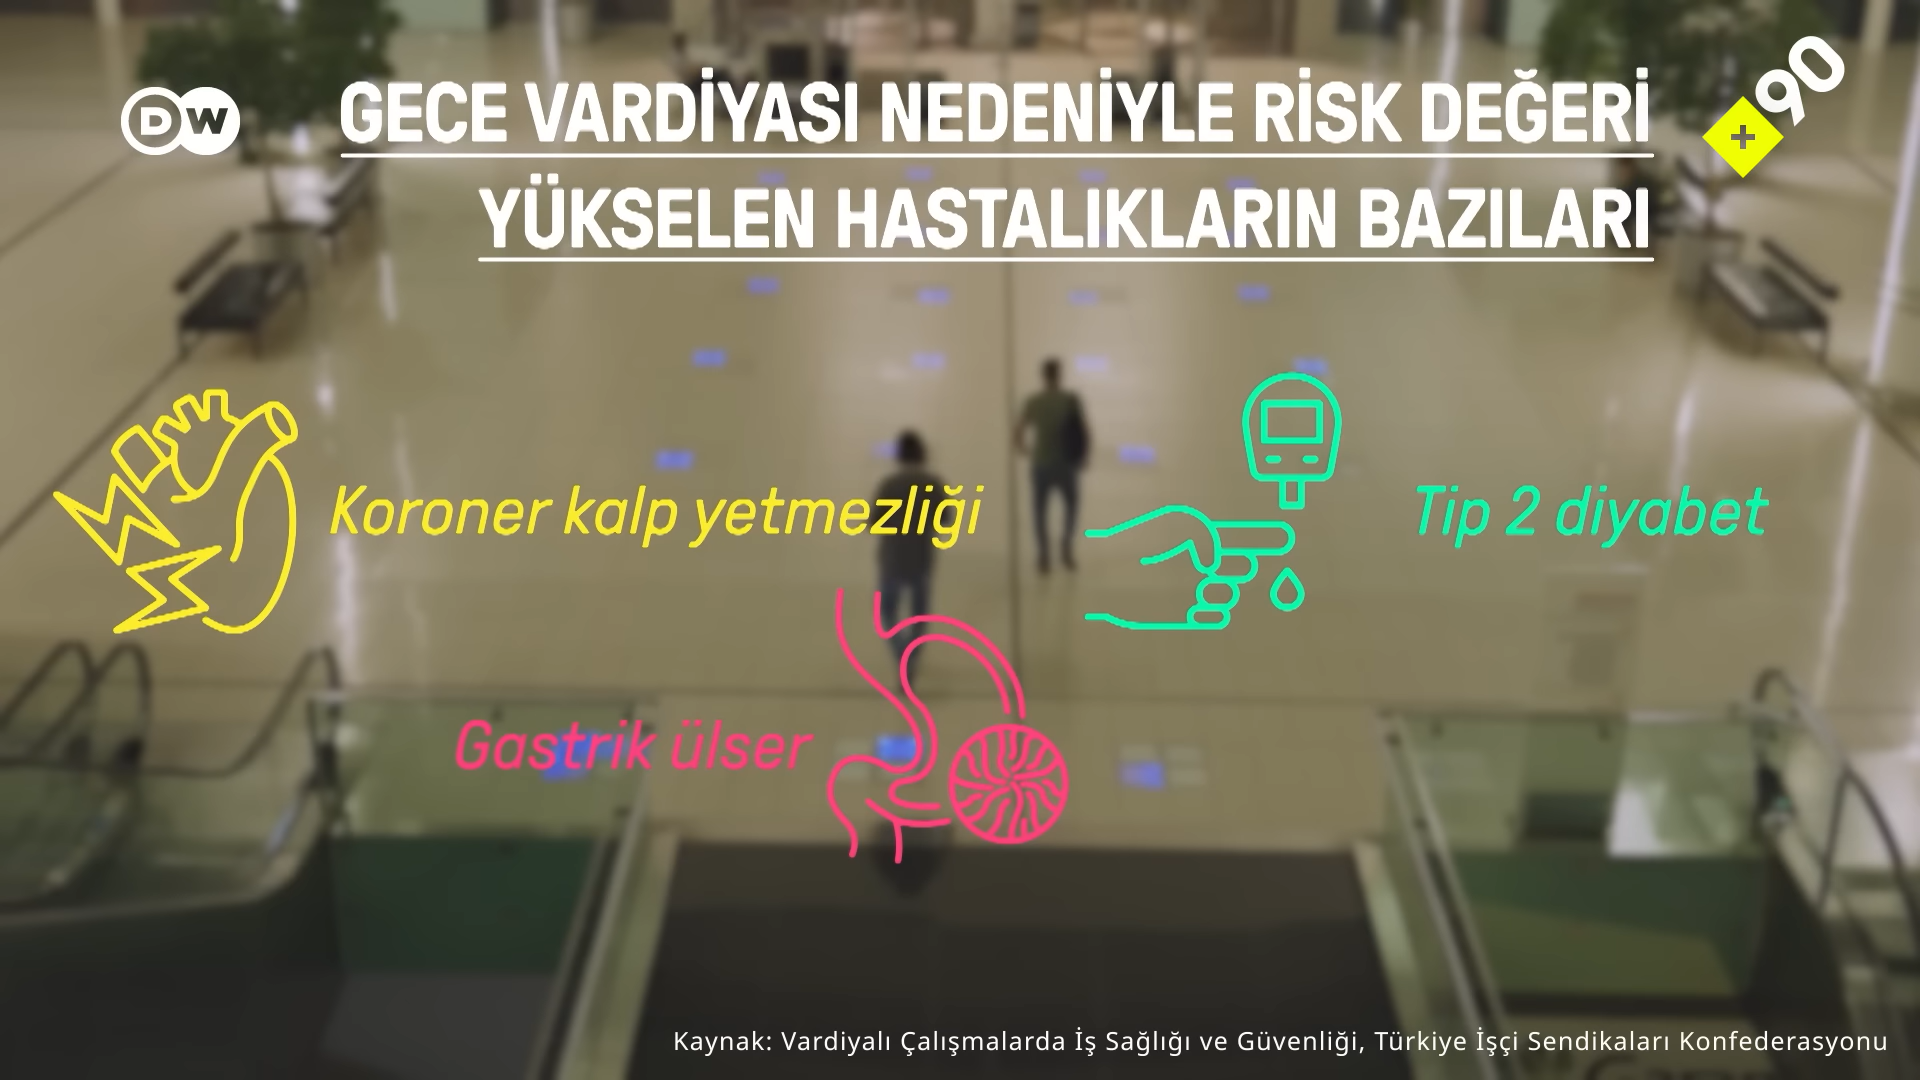 DW
GECE VARDİYASI NEDENİYLE RİSK DEĞERİ
+90
YÜKSELEN HASTALIKLARIN BAZILARI
Koroner kalp yetmezliği
Tip 2 diyabet
Gastrik ülser
Kaynak: Vardiyalı Çalışmalarda İş Sağlığı ve Güvenliği, Türkiye İşçi Sendikaları Konfederasyonu